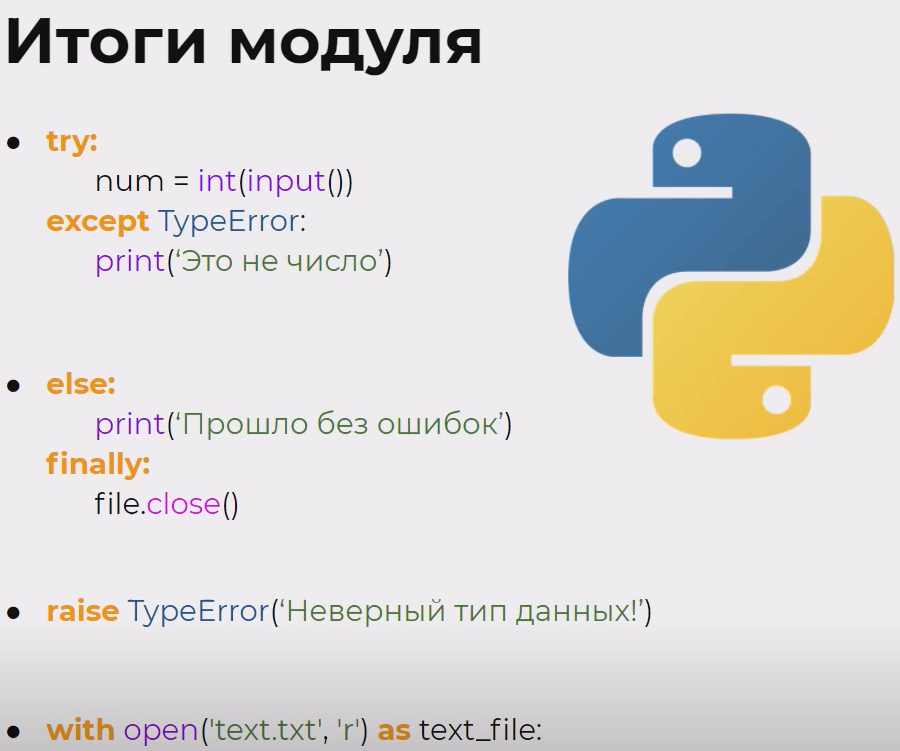 Итоги модуля
● try:
num = int(input())
except TypeError:
print(‘Это не число’)
● else:
print(‘Прошло без ошибок’)
finally:
file.close()
● raise TypeError(‘Неверный тип данных!’)
● with open('text.txt', 'r') as text_file: